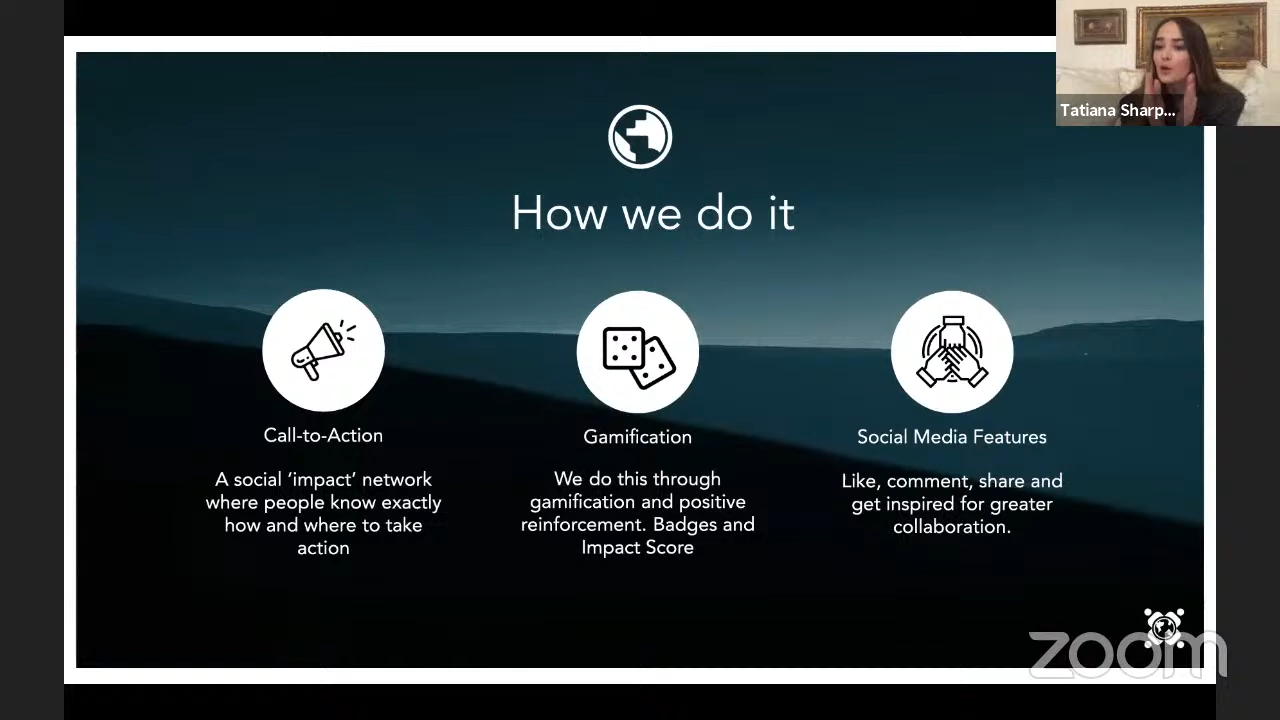 Tatiana Sharp...
How we do it
Call-to-Action
A social ‘impact’ network
where people know exactly
how and where to take
action
Gamification
We do this through
gamification and positive
reinforcement. Badges and
Impact Score
Social Media Features
Like, comment, share and
get inspired for greater
collaboration.
zoom